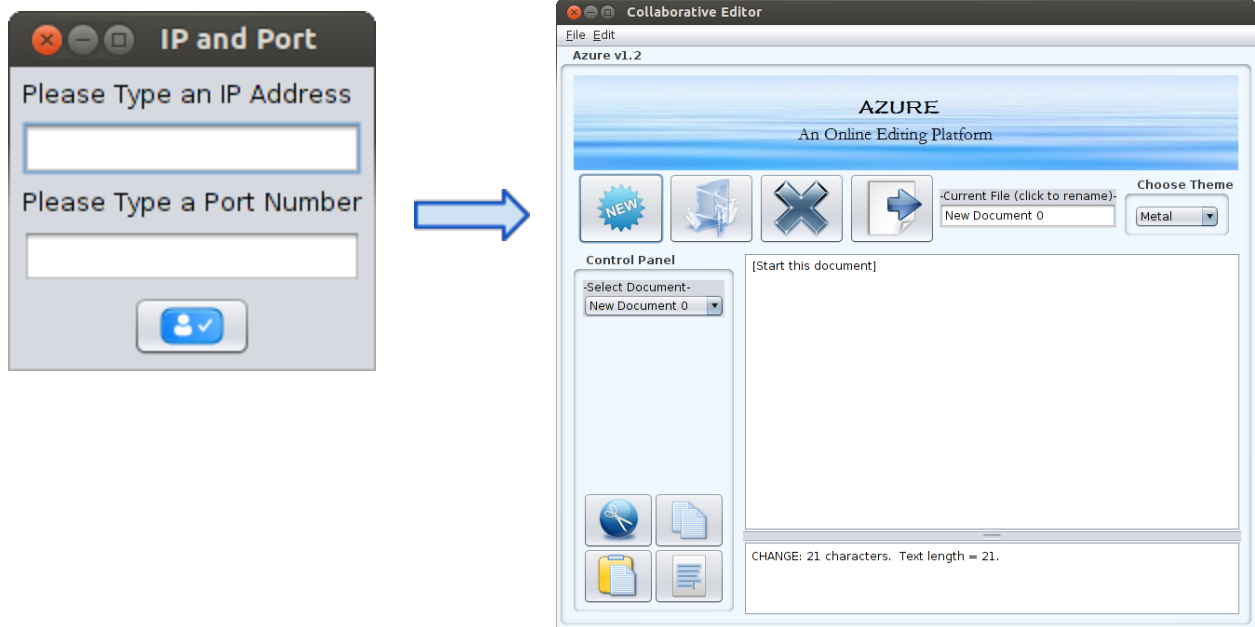 IP and Port
Please Type an IP Address
Please Type a Port Number
Collaborative Editor
File Edit
Azure v1.2
AZURE
An Online Editing Platform
NEW
-Current File (click to rename)-
New Document 0
Choose Theme
Metal
Control Panel
-Select Document-
New Document 0
[Start this document]
CHANGE: 21 characters. Text length = 21.